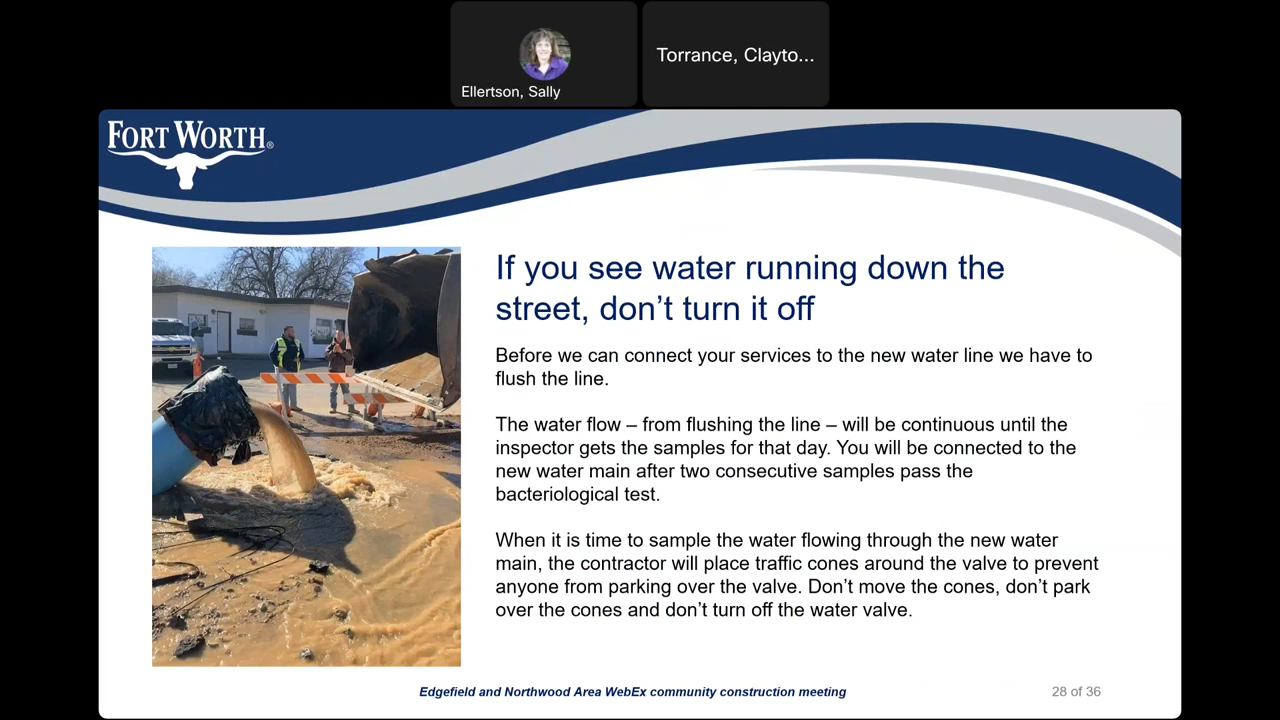 Ellertson, Sally
Torrance, Clayto...
FORT WORTH®
If you see water running down the
street, don’t turn it off
Before we can connect your services to the new water line we have to
flush the line.
The water flow – from flushing the line – will be continuous until the
inspector gets the samples for that day. You will be connected to the
new water main after two consecutive samples pass the
bacteriological test.
When it is time to sample the water flowing through the new water
main, the contractor will place traffic cones around the valve to prevent
anyone from parking over the valve. Don’t move the cones, don’t park
over the cones and don’t turn off the water valve.
Edgefield and Northwood Area WebEx community construction meeting
28 of 36